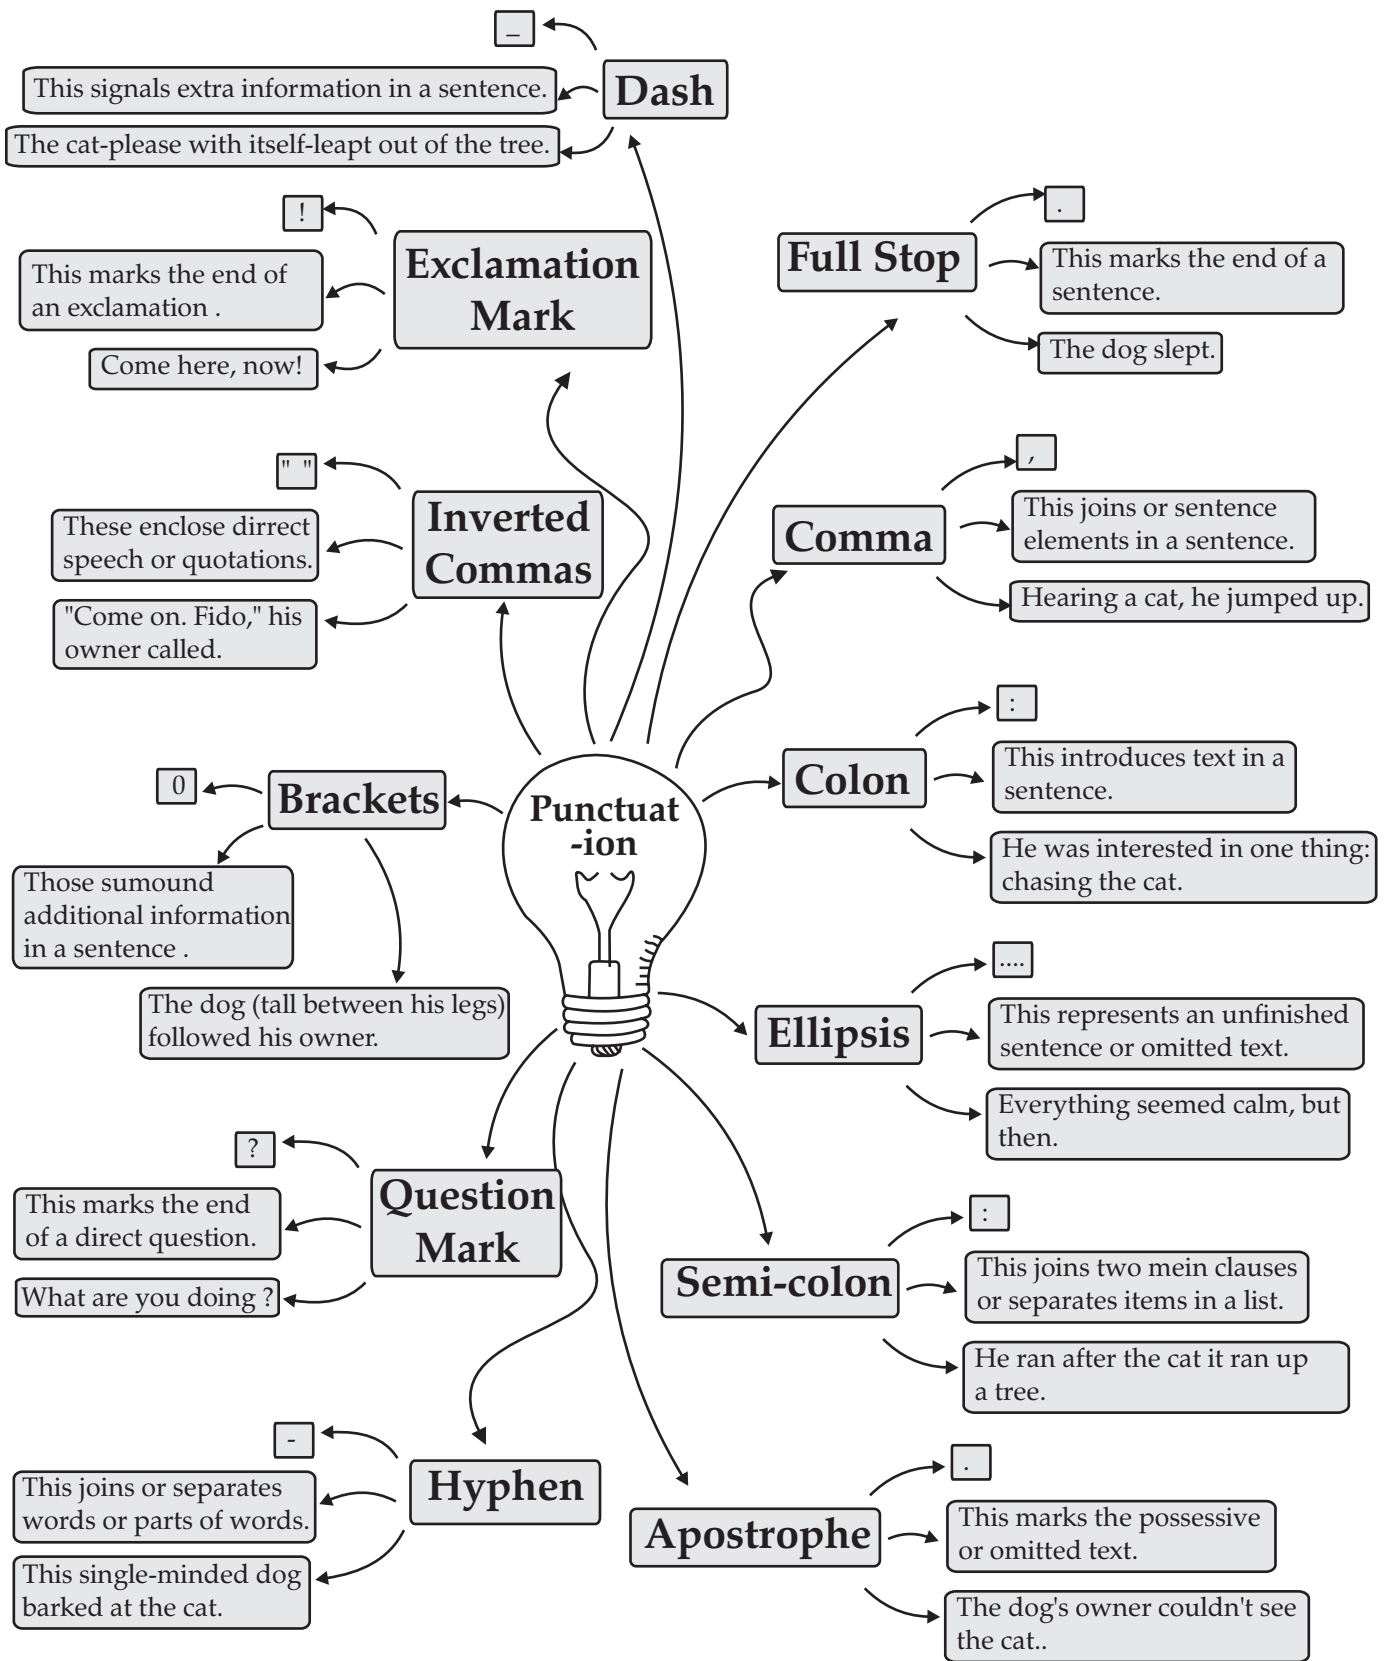 _
Dash
This signals extra information in a sentence.
The cat-please with itself-leapt out of the tree.
!
Exclamation
Mark
This marks the end of
an exclamation .
Come here, now!
" "
Inverted
Commas
These enclose dirrect
speech or quotations.
"Come on. Fido," his
owner called.
0
Brackets
Those sumound
additional information
in a sentence .
The dog (tall between his legs)
followed his owner.
?
Question
Mark
This marks the end
of a direct question.
What are you doing ?
-
Hyphen
This joins or separates
words or parts of words.
This single-minded dog
barked at the cat.
Punctuat
-ion
.
Full Stop
This marks the end of a
sentence.
The dog slept.
,
Comma
This joins or sentence
elements in a sentence.
Hearing a cat, he jumped up.
:
Colon
This introduces text in a
sentence.
He was interested in one thing:
chasing the cat.
....
Ellipsis
This represents an unfinished
sentence or omitted text.
Everything seemed calm, but
then.
:
Semi-colon
This joins two mein clauses
or separates items in a list.
He ran after the cat it ran up
a tree.
.
Apostrophe
This marks the possessive
or omitted text.
The dog's owner couldn't see
the cat..